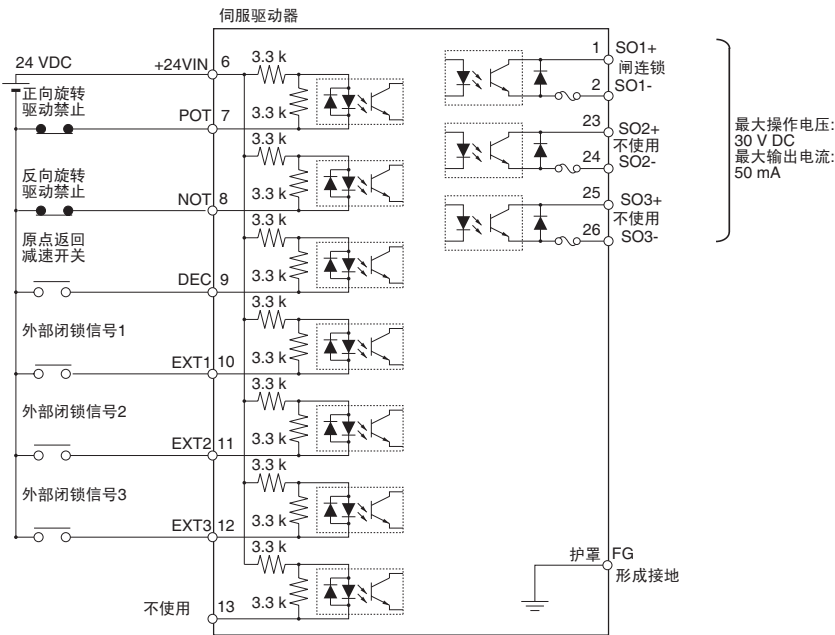 伺服驱动器
24 VDC
+24VIN 6
3.3 k
正向旋转
驱动禁止
POT 7
3.3 k
3.3 k
反向旋转
驱动禁止
NOT 8
3.3 k
3.3 k
原点返回
减速开关
DEC 9
3.3 k
3.3 k
外部闭锁信号1
EXT1 10
3.3 k
3.3 k
外部闭锁信号2
EXT2 11
3.3 k
3.3 k
外部闭锁信号3
EXT3 12
3.3 k
3.3 k
不使用 13
3.3 k
1 SO1+
闸连锁
2 SO1-
23 SO2+
不使用
24 SO2-
25 SO3+
不使用
26 SO3-
最大操作电压:
30 V DC
最大输出电流:
50 mA
护罩 FG
形成接地